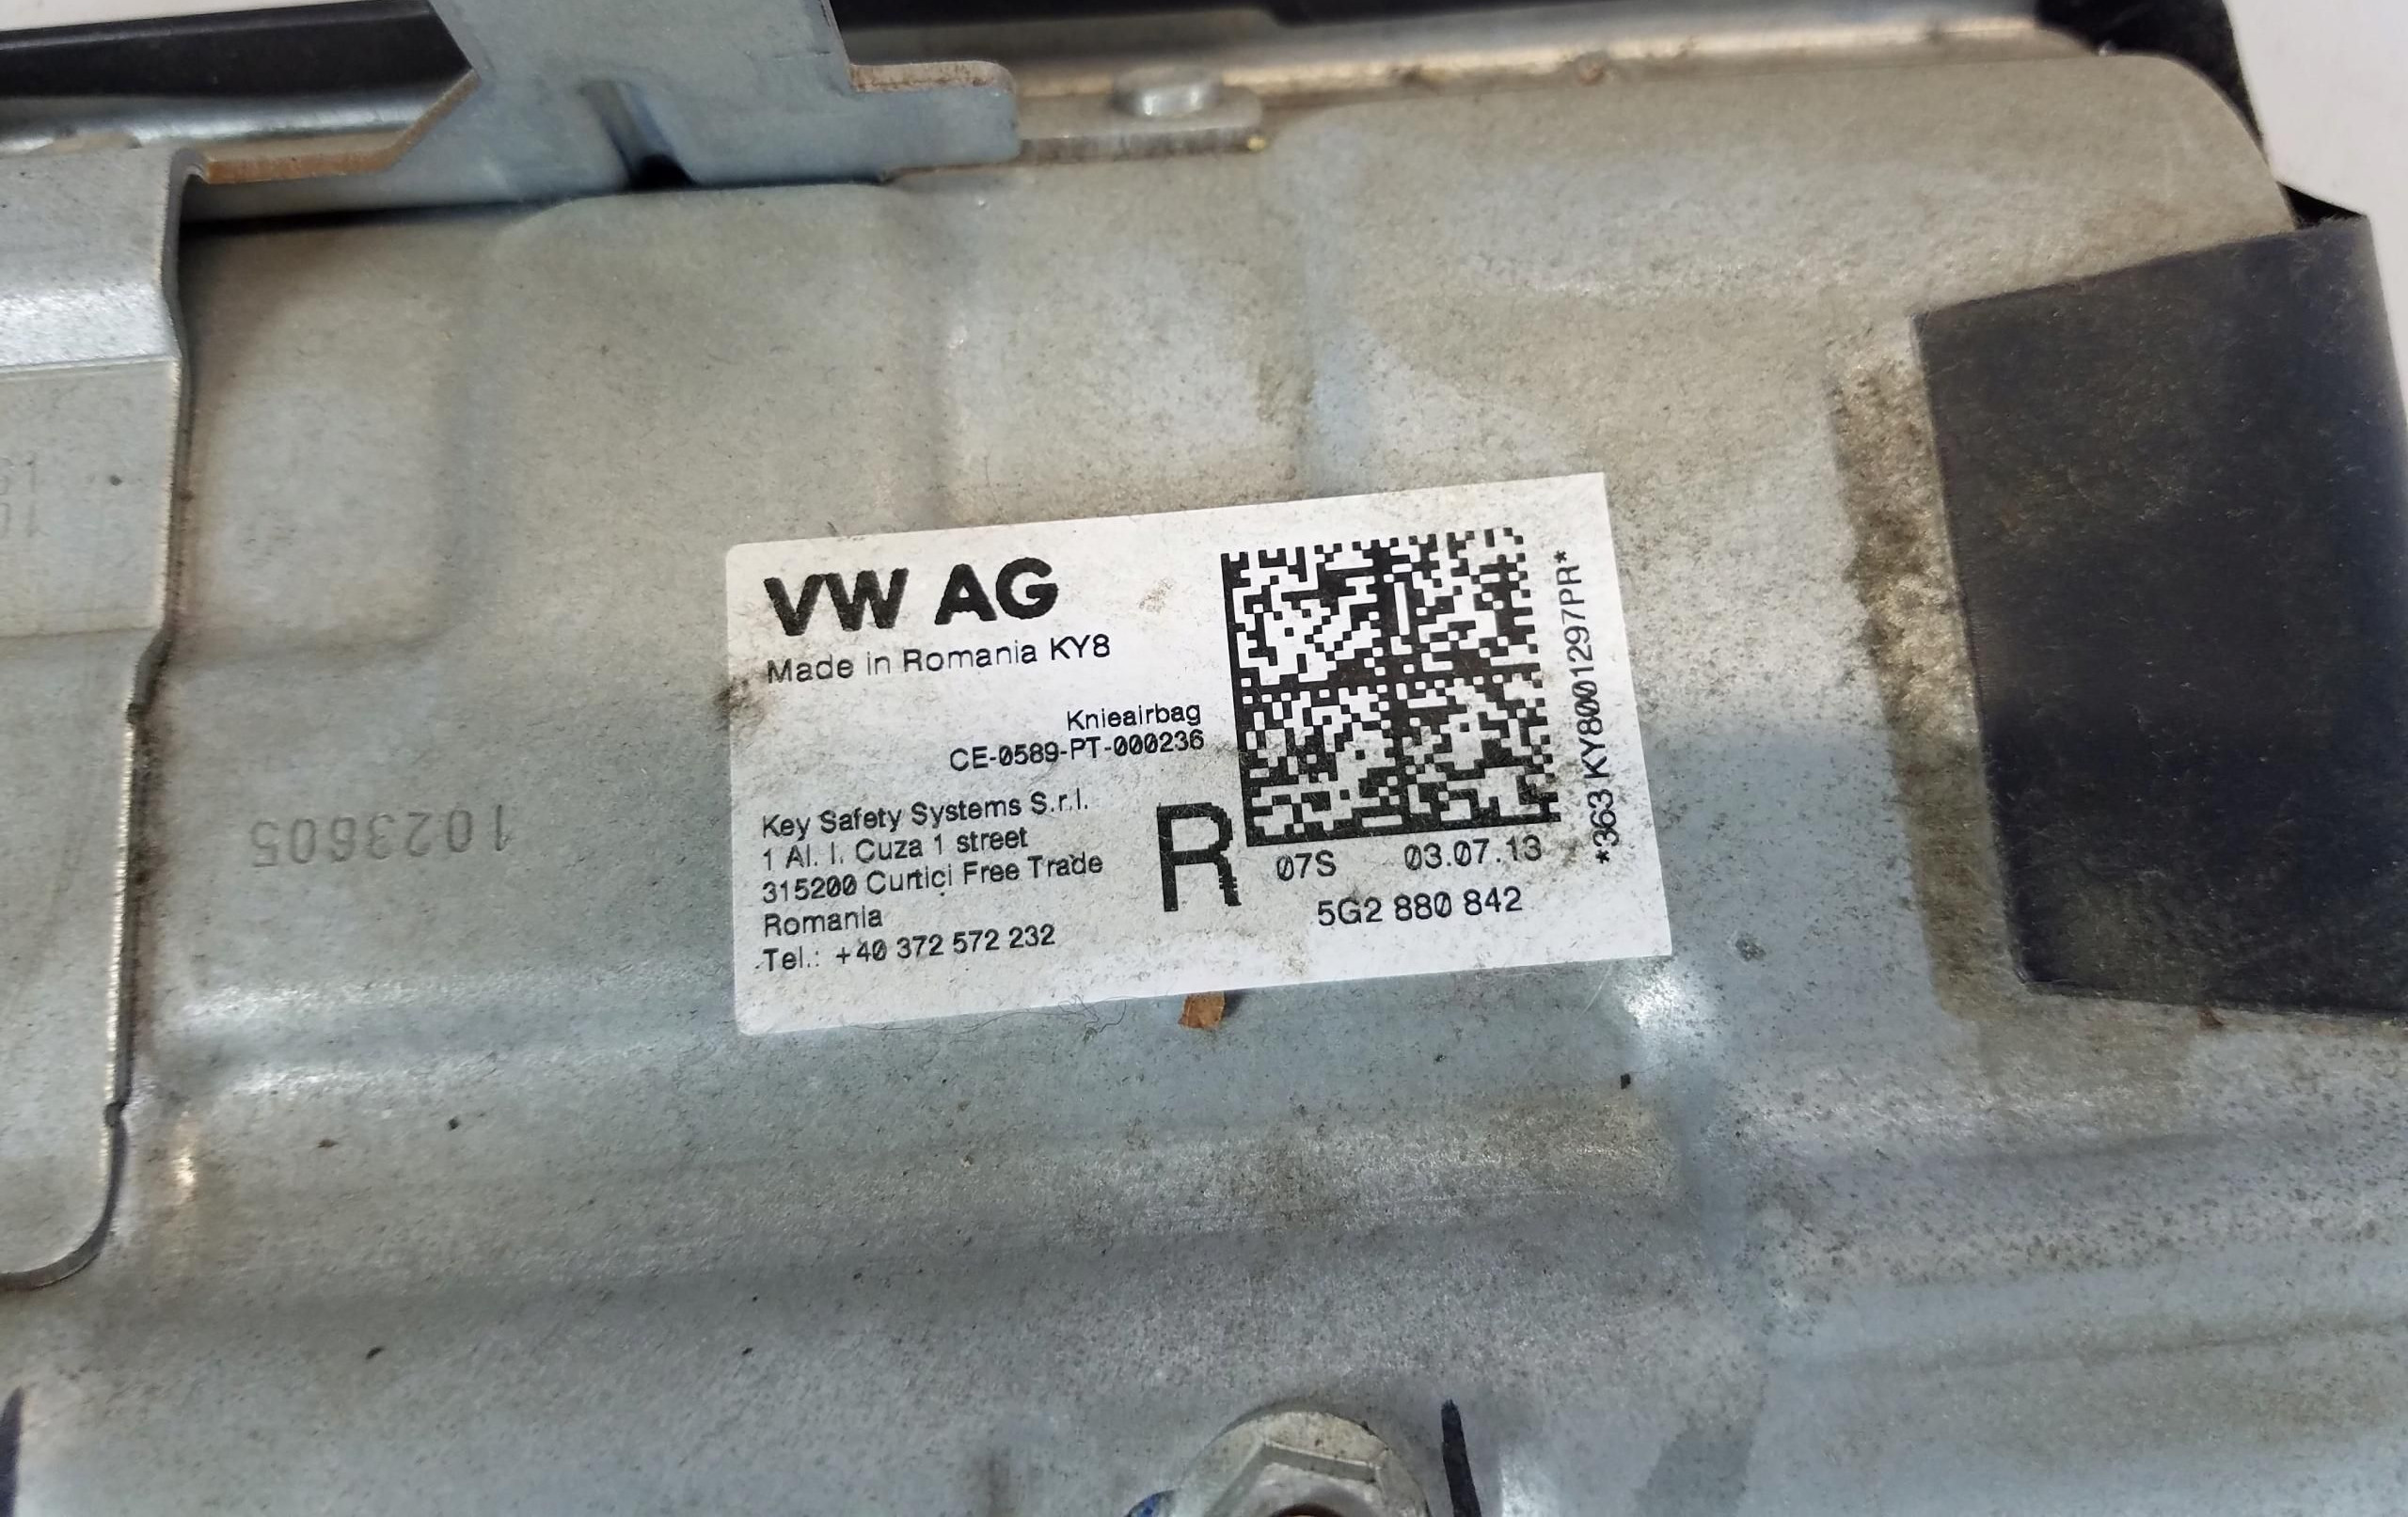 VW AG
Made in Romania KY8
Knieairbag
CE-0589-PT-000236
Key Safety Systems S.r.l.
1 Al. I. Cuza 1 street
315200 Curtici Free Trade
Romania
Tel.: +40 372 572 232
R
07S 03.07.13
5G2 880 842
*363 KY8001297PR*
1023605